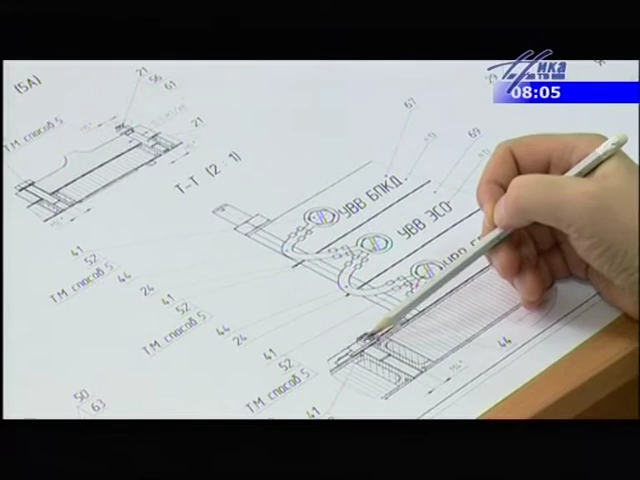 Ника
ТВ
08:05
(5А)
21
56
61
ТМ способ 5
21
Т-Т (2:1)
67
69
29
УВВ БПКД
УВВ ЭСО
УВВ
41
52
ТМ способ 5
44
24
41
52
ТМ способ 5
44
24
41
52
ТМ способ 5
41
44
50
63